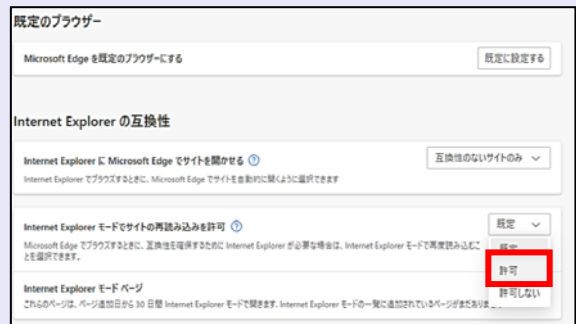 既定のブラウザー
Microsoft Edge を既定のブラウザーにする
既定に設定する
Internet Explorer の互換性
Internet Explorer に Microsoft Edge でサイトを開かせる ?
互換性のないサイトのみ
Internet Explorer でブラウズするときに、Microsoft Edge でサイトを自動的に開くように選択できます
Internet Explorer モードでサイトの再読み込みを許可 ?
既定
Microsoft Edge でブラウズするときに、互換性を確保するために Internet Explorer が必要な場合は、Internet Explorer モードで再度読み込むこ
とを選択できます。
既定
許可
許可しない
Internet Explorer モード ページ
これらのページは、ページ追加日から 30 日間 Internet Explorer モードで開きます. Internet Explorer モードの一覧に追加されているページがまだあり